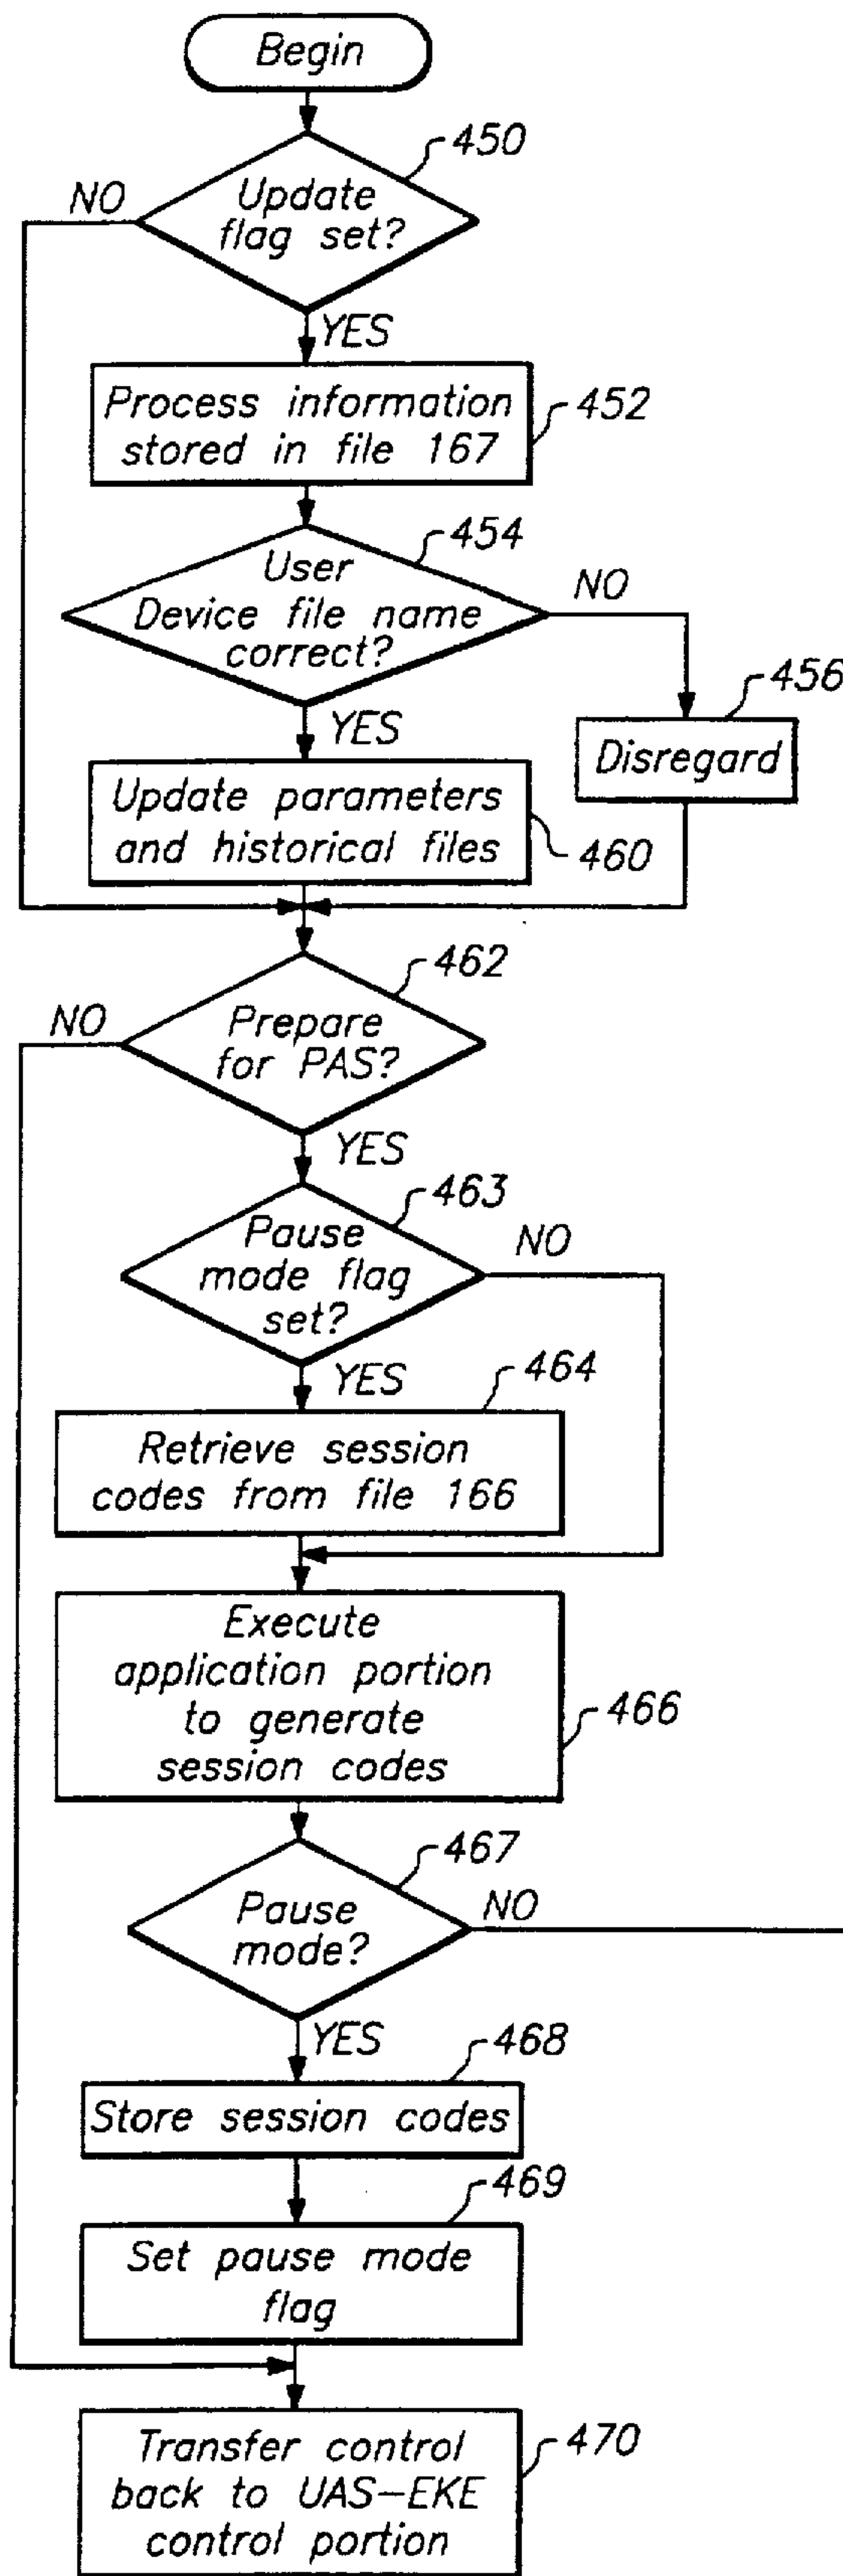 Begin
450
Update
flag set?
NO
YES
Process information
stored in file 167
452
454
User
Device file name
correct?
NO
YES
456
Disregard
Update parameters
and historical files
460
462
Prepare
for PAS?
NO
YES
463
Pause
mode flag
set?
NO
YES
464
Retrieve session
codes from file 166
Execute
application portion
to generate
session codes
466
467
Pause
mode?
NO
YES
468
Store session codes
469
Set pause mode
flag
Transfer control
back to UAS-EKE
control portion
470